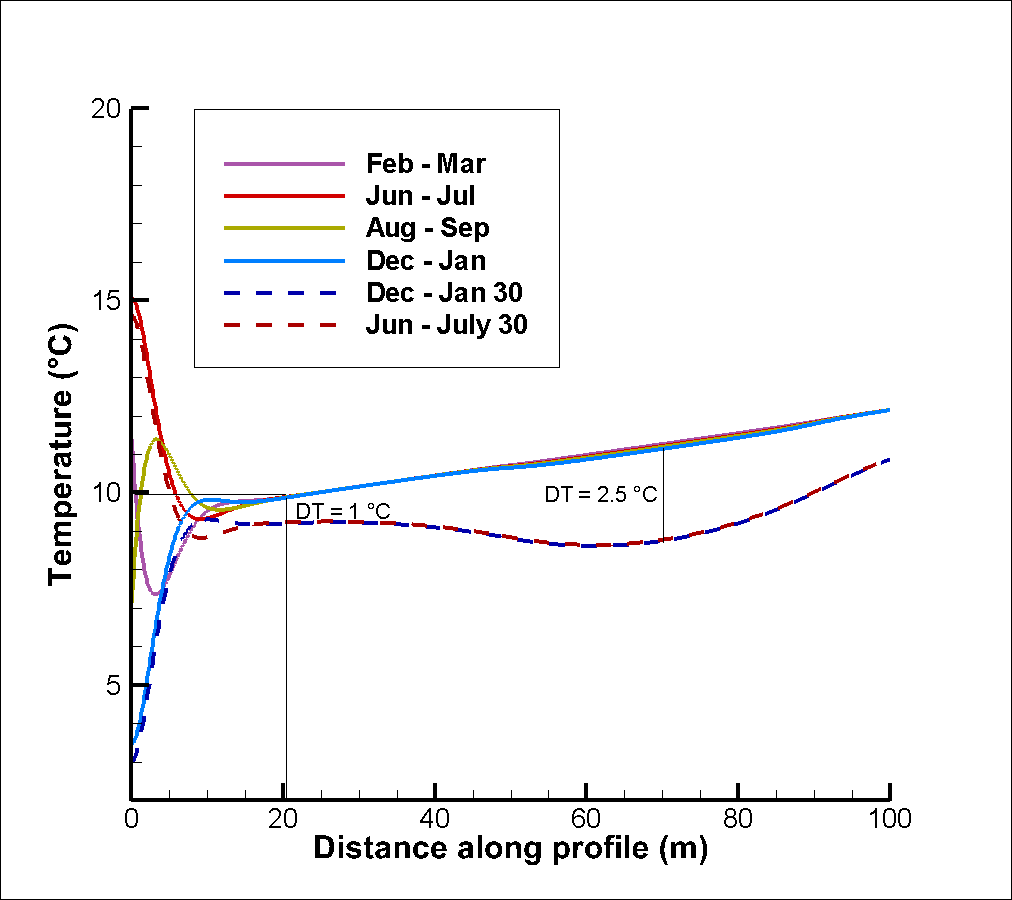 20
Feb - Mar
Jun - Jul
Aug - Sep
Dec - Jan
Dec - Jan 30
Jun - July 30
15
Temperature (°C)
10
DT = 2.5 °C
DT = 1 °C
5
0 20 40 60 80 100
Distance along profile (m)